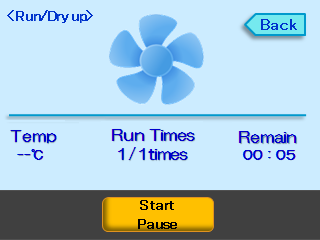 <Run/Dry up>
Back
Temp
Run Times
Remain
--℃
1/1times
00:05
Start
Pause